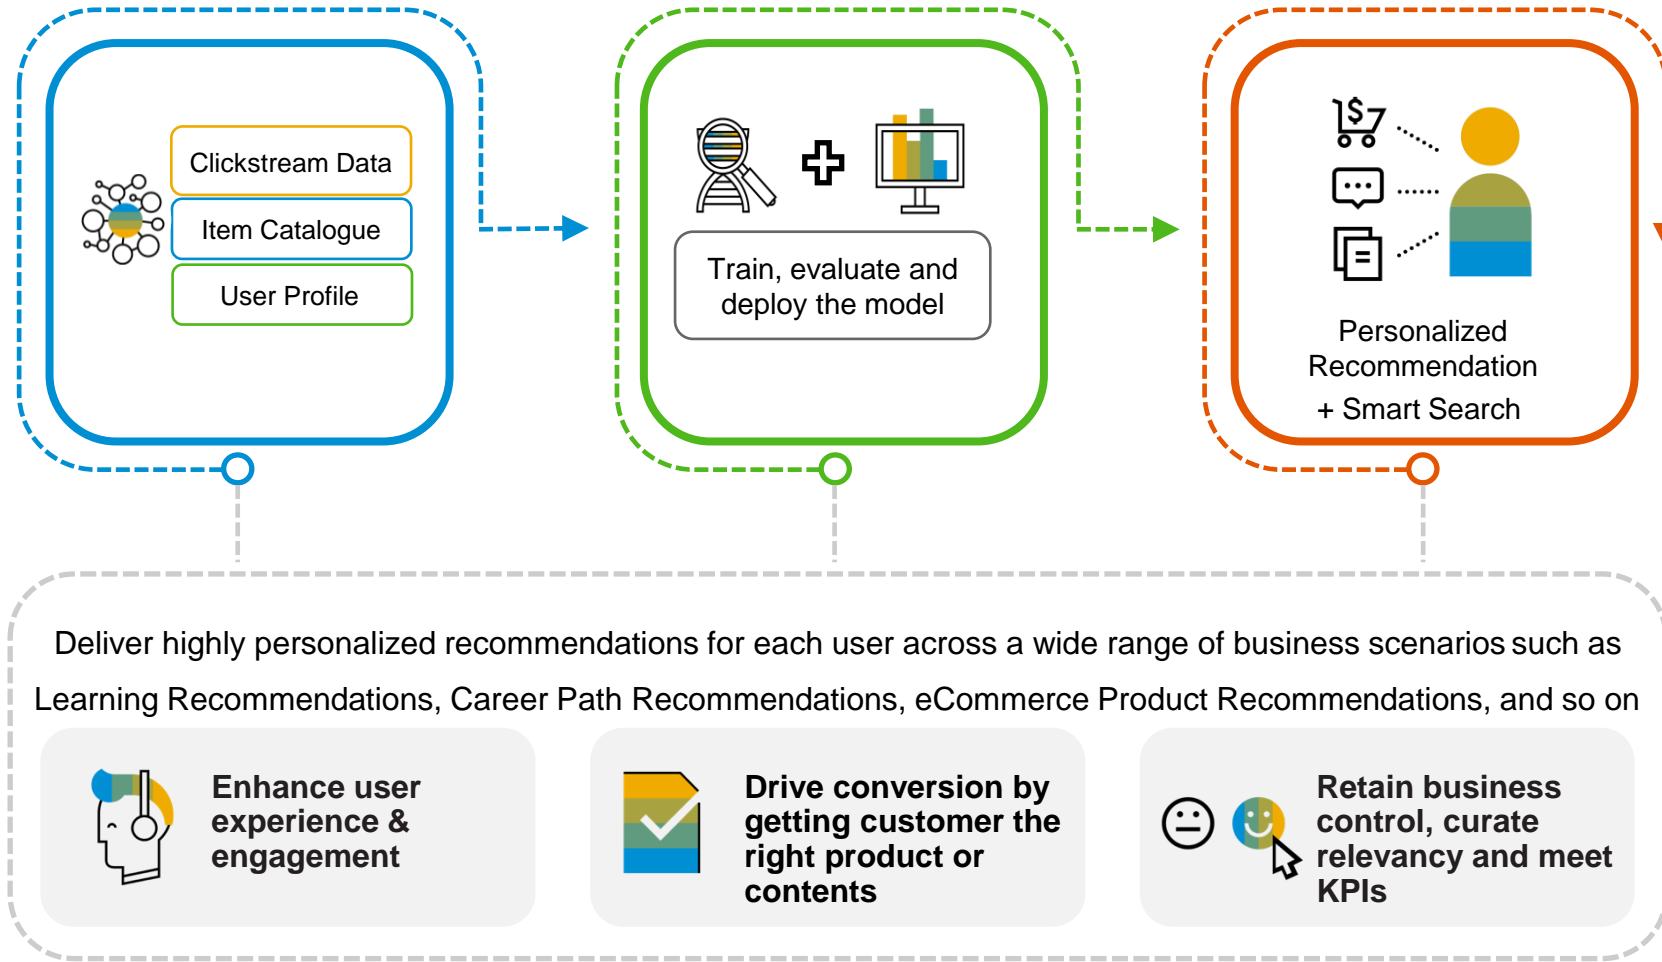 Clickstream Data
Item Catalogue
User Profile
Train, evaluate and
deploy the model
Personalized
Recommendation
+ Smart Search
Deliver highly personalized recommendations for each user across a wide range of business scenarios such as
Learning Recommendations, Career Path Recommendations, eCommerce Product Recommendations, and so on
Enhance user
experience &
engagement
Drive conversion by
getting customer the
right product or
contents
Retain business
control, curate
relevancy and meet
KPIs